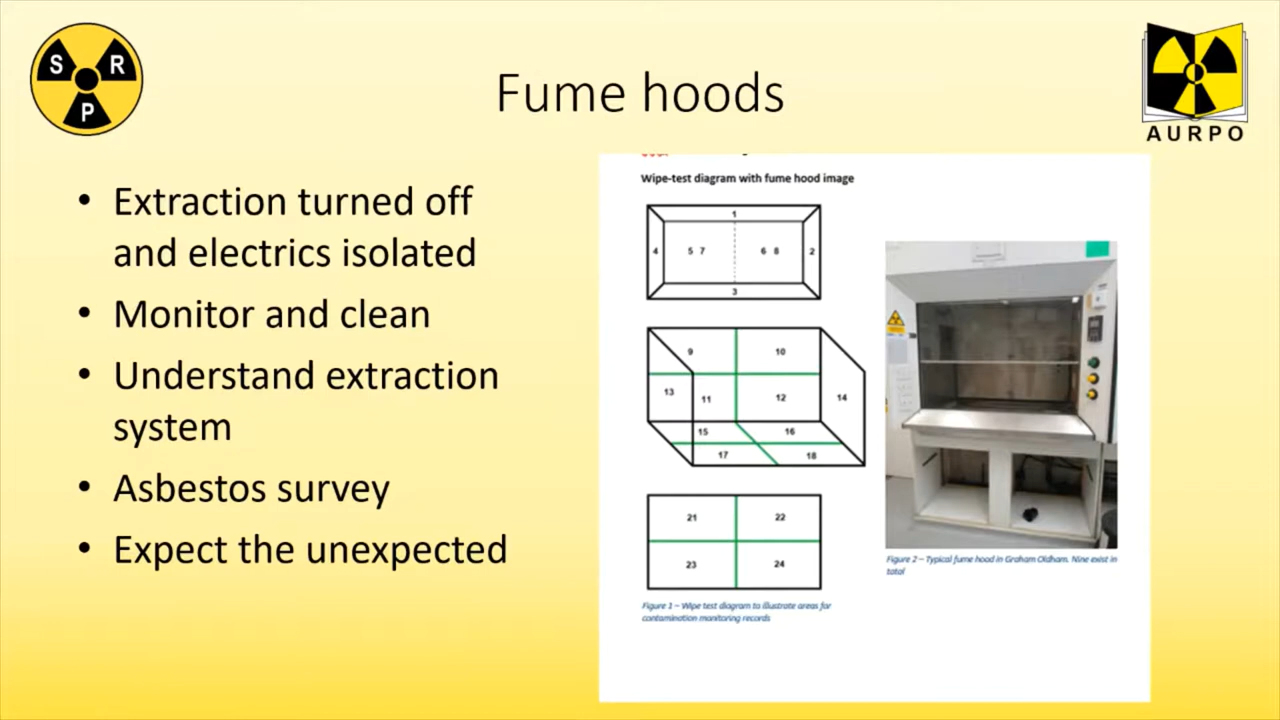 S R
P
Fume hoods
AURPO
• Extraction turned off
and electrics isolated
• Monitor and clean
• Understand extraction
system
• Asbestos survey
• Expect the unexpected
Wipe-test diagram with fume hood image
1
4 5 7 6 8 2
3
9 10
13 11 12 14
15 16
17 18
21 22
23 24
Figure 1 – Wipe test diagram to illustrate areas for
contamination monitoring records
Figure 2 – Typical fume hood in Graham Oldham. Nine exist in
total